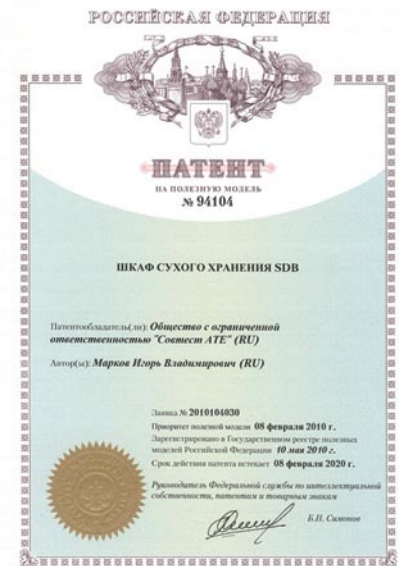 РОССИЙСКАЯ ФЕДЕРАЦИЯ
ПАТЕНТ
НА ПОЛЕЗНУЮ МОДЕЛЬ
№ 94104
ШКАФ СУХОГО ХРАНЕНИЯ SDB
Патентообладатель(ли): Общество с ограниченной
ответственностью "Совтест АТЕ" (RU)
Автор(ы): Марков Игорь Владимирович (RU)
Заявка № 2010104030
Приоритет полезной модели 08 февраля 2010 г.
Зарегистрировано в Государственном реестре полезных
моделей Российской Федерации 10 мая 2010 г.
Срок действия патента истекает 08 февраля 2020 г.
Руководитель Федеральной службы по интеллектуальной
собственности, патентам и товарным знакам
Б.П. Симонов